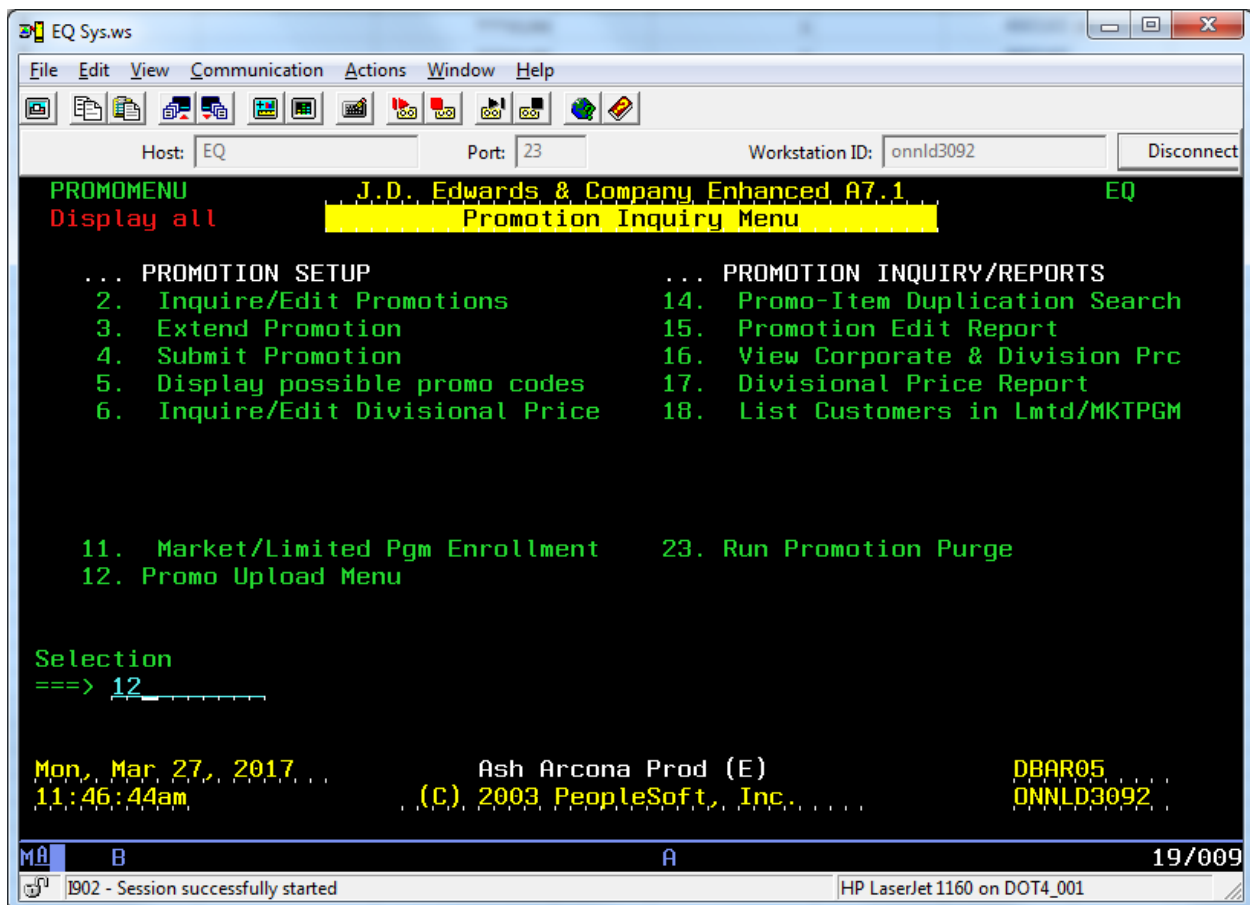 EQ Sys.ws
File Edit View Communication Actions Window Help
Host: EQ Port: 23 Workstation ID: onnld3092 Disconnect
PROMOMENU J.D. Edwards & Company Enhanced A7.1 EQ
Display all Promotion Inquiry Menu
... PROMOTION SETUP ... PROMOTION INQUIRY/REPORTS
2. Inquire/Edit Promotions 14. Promo-Item Duplication Search
3. Extend Promotion 15. Promotion Edit Report
4. Submit Promotion 16. View Corporate & Division Prc
5. Display possible promo codes 17. Divisional Price Report
6. Inquire/Edit Divisional Price 18. List Customers in Lmtd/MKTPGM
11. Market/Limited Pgm Enrollment 23. Run Promotion Purge
12. Promo Upload Menu
Selection
===> 12
Mon, Mar 27, 2017 Ash Arcona Prod (E) DBAR05
11:46:44am (C) 2003 PeopleSoft, Inc. ONNLD3092
MA B A 19/009
I902 - Session successfully started HP LaserJet 1160 on DOT4_001